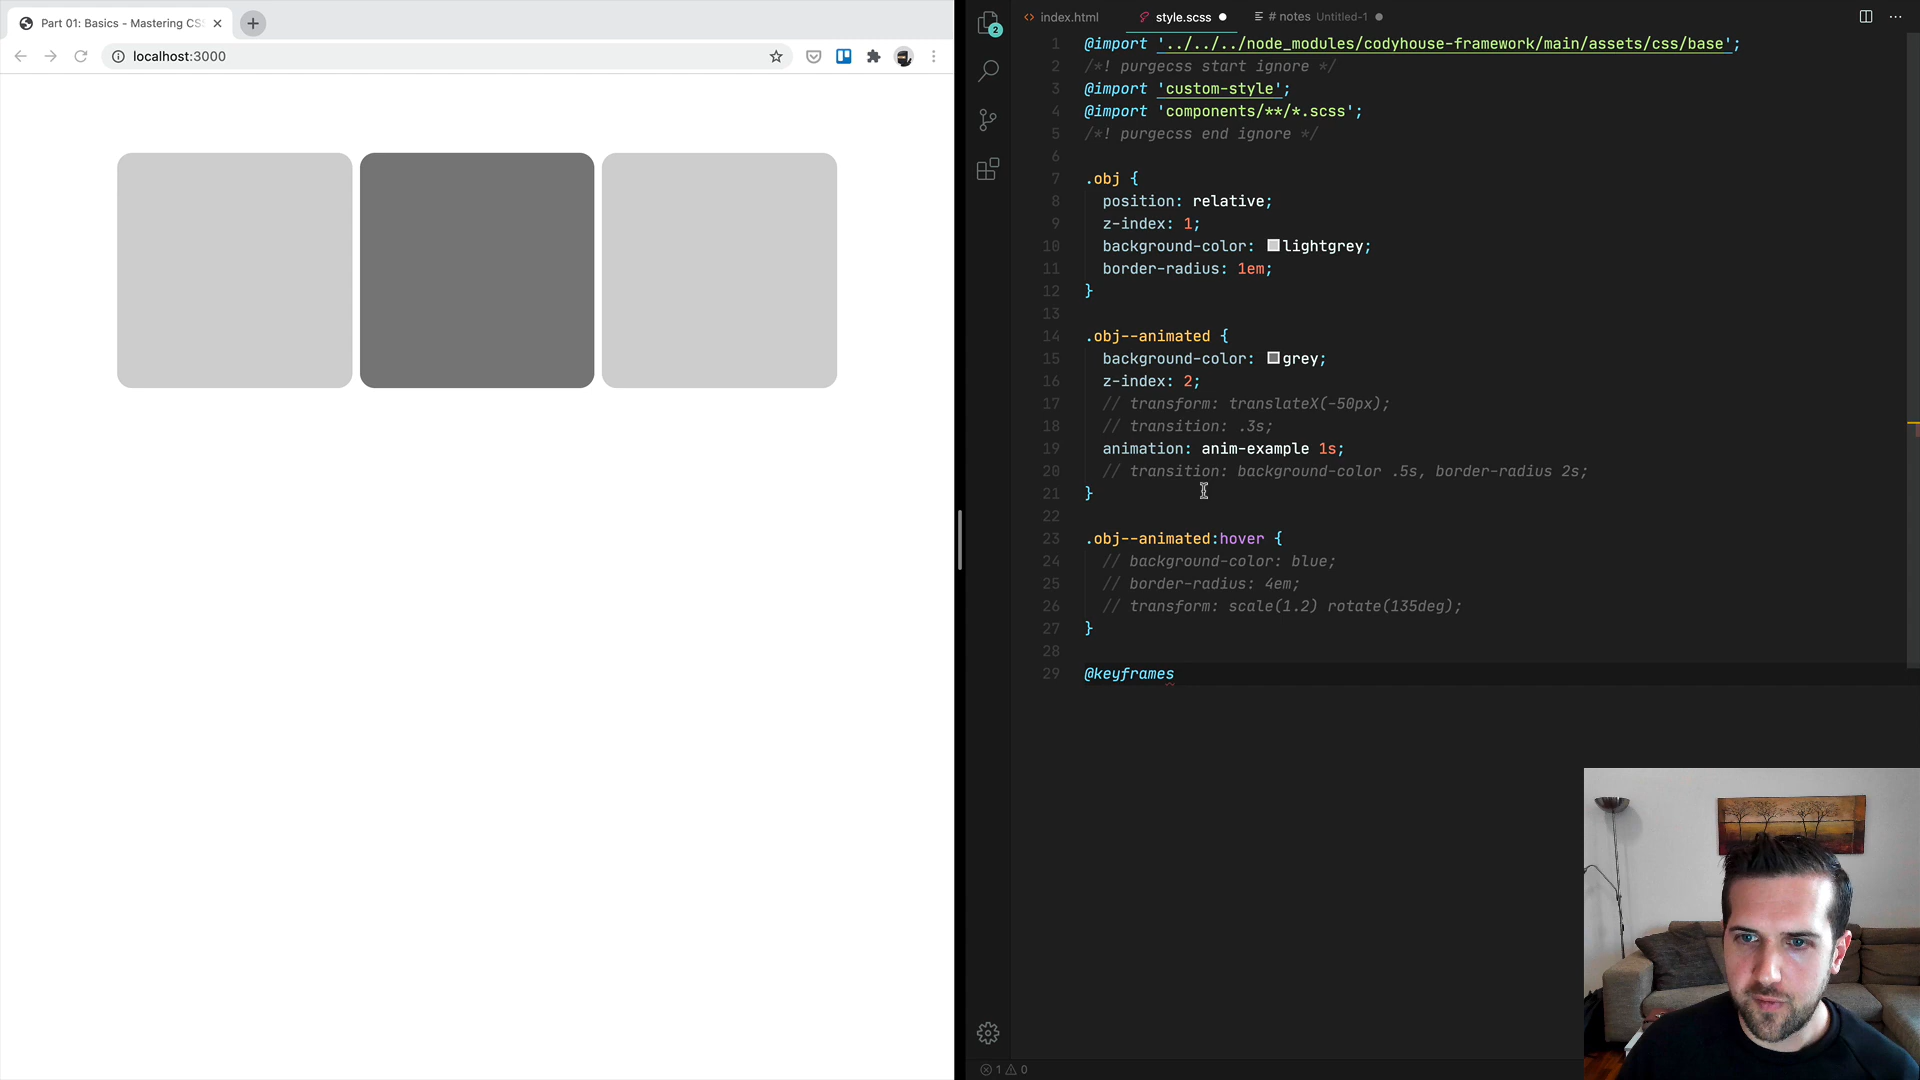 Part 01: Basics - Mastering CS
localhost:3000
2
index.html
style.scss
# notes Untitled-1
1 @import '../../../node_modules/codyhouse-framework/main/assets/css/base';
2 /*! purgecss start ignore */
3 @import 'custom-style';
4 @import 'components/**/*.scss';
5 /*! purgecss end ignore */
6
7 .obj {
8 position: relative;
9 z-index: 1;
10 background-color: lightgrey;
11 border-radius: 1em;
12 }
13
14 .obj--animated {
15 background-color: grey;
16 z-index: 2;
17 // transform: translateX(-50px);
18 // transition: .3s;
19 animation: anim-example 1s;
20 // transition: background-color .5s, border-radius 2s;
21 }
22
23 .obj--animated:hover {
24 // background-color: blue;
25 // border-radius: 4em;
26 // transform: scale(1.2) rotate(135deg);
27 }
28
29 @keyframes
1 0